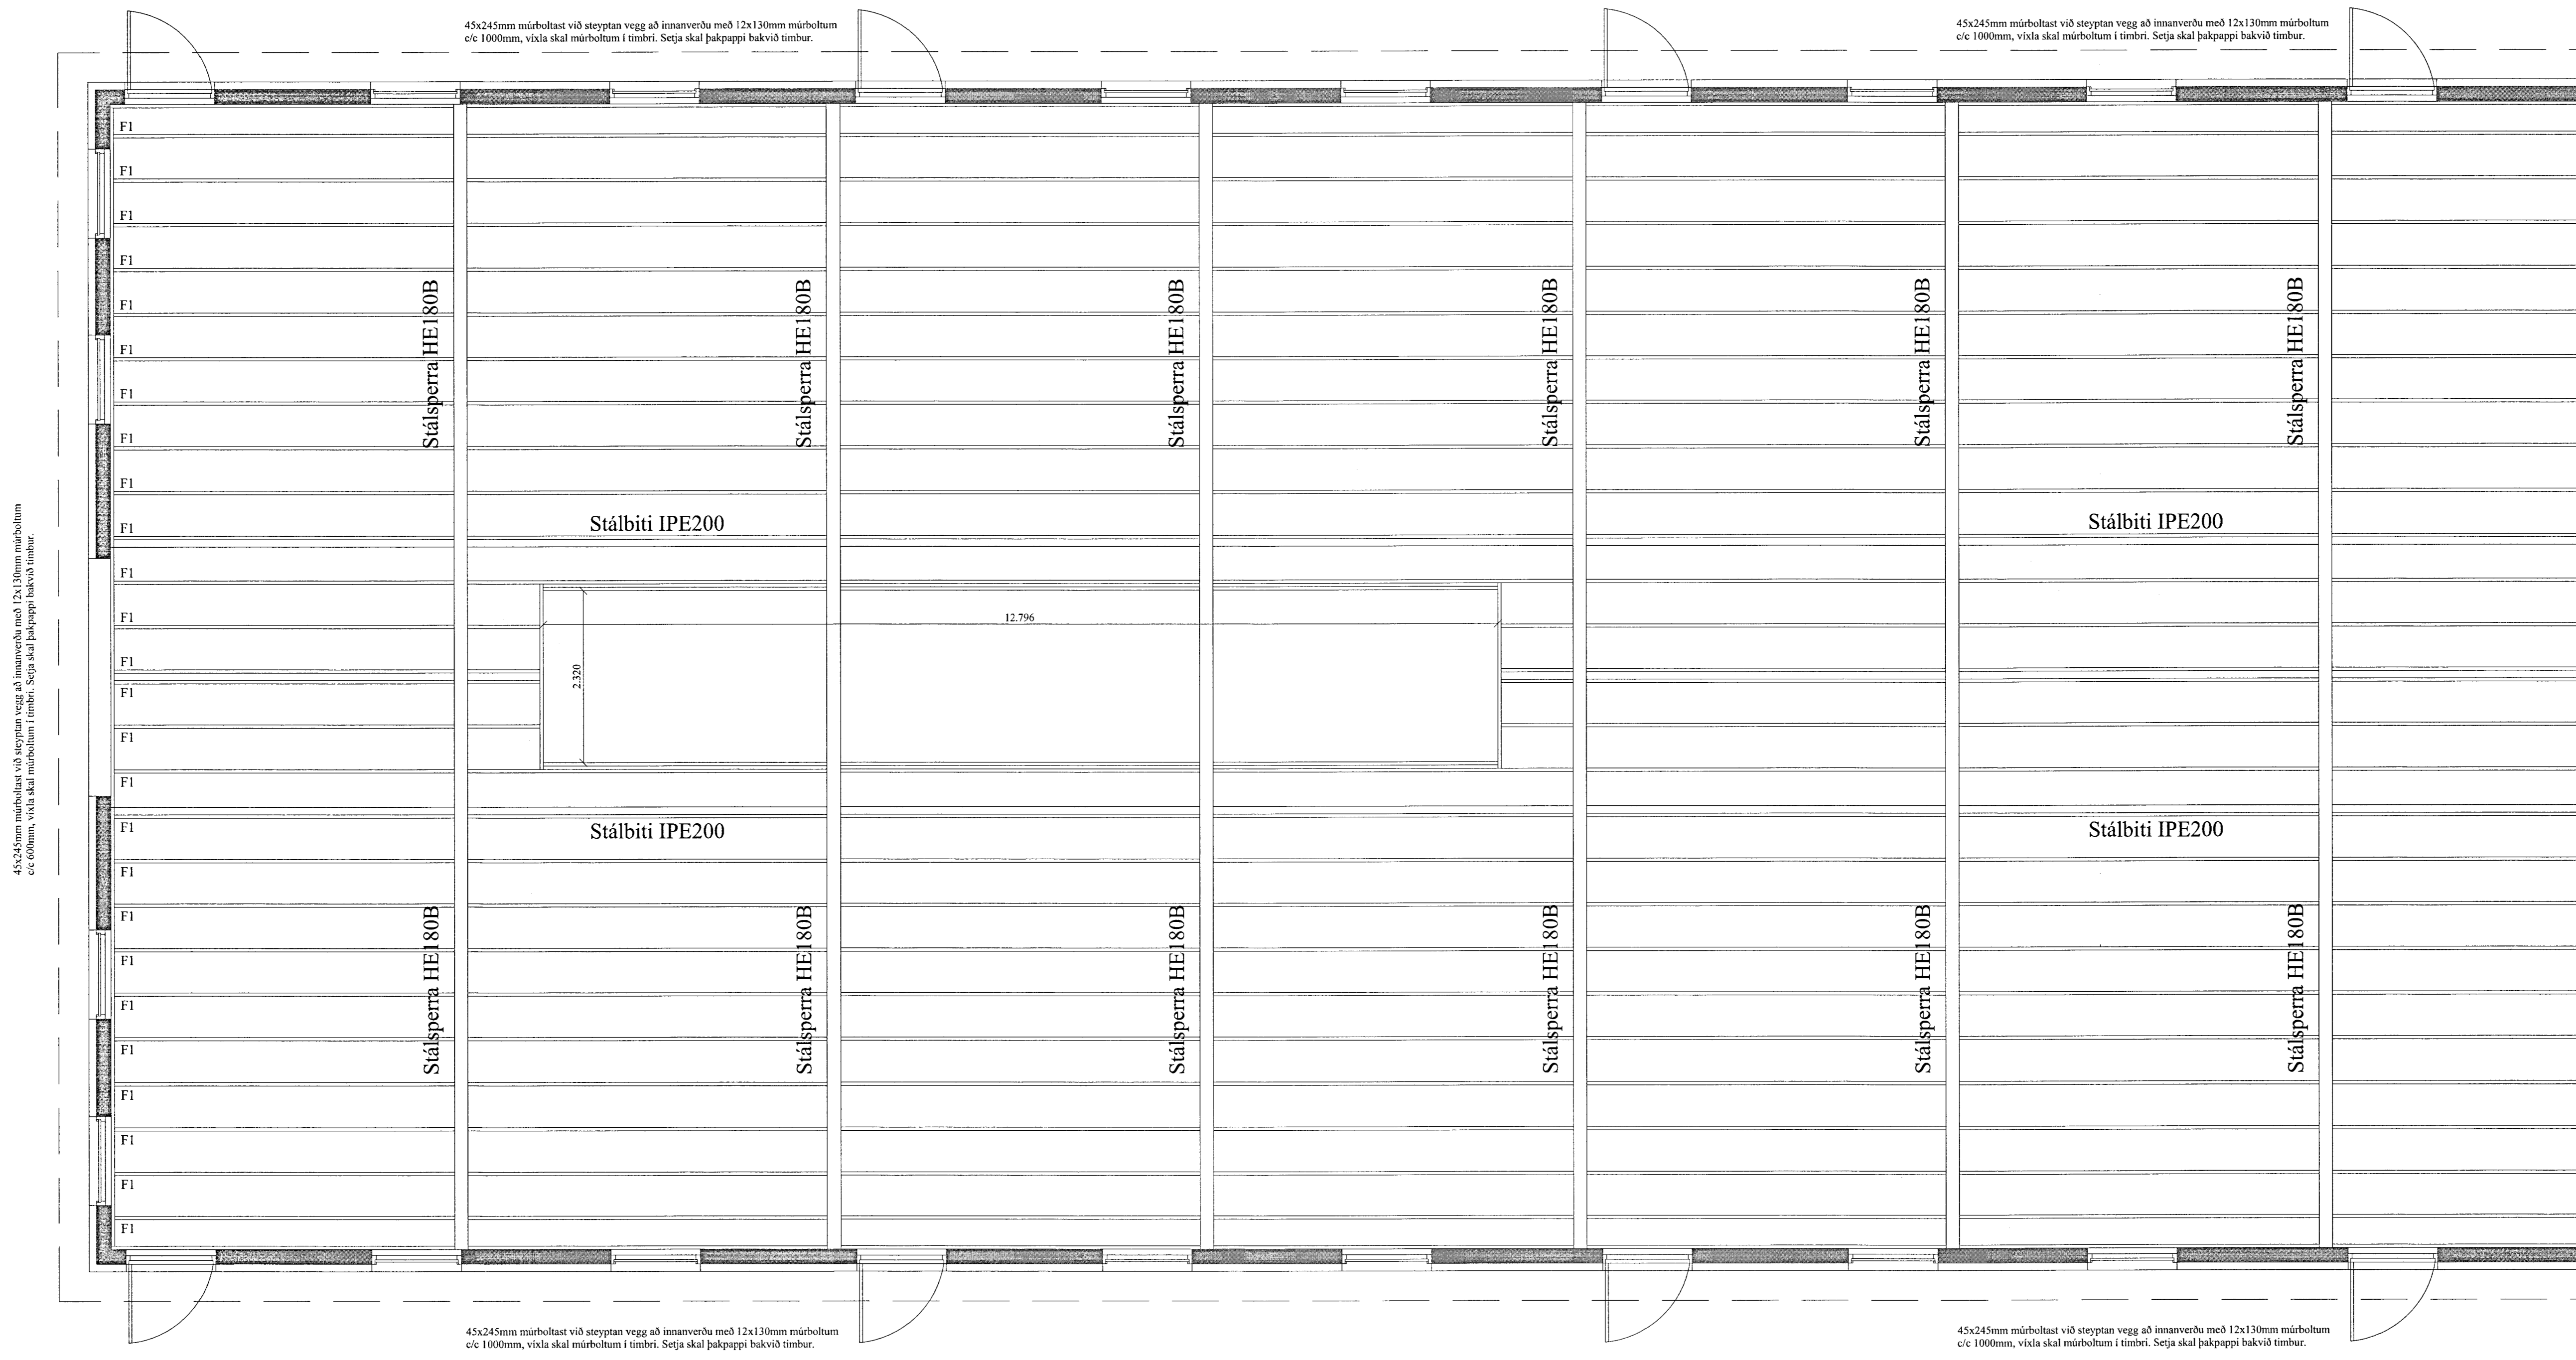 45x245mm múrboltast við steyptan vegg að innanverðu með 12x130mm múrboltum
c/c 1000mm, víxla skal múrboltum í timbri. Setja skal þakpappi bakvið timbur.
45x245mm múrboltast við steyptan vegg að innanverðu með 12x130mm múrboltum
c/c 1000mm, víxla skal múrboltum í timbri. Setja skal þakpappi bakvið timbur.
F1
F1
F1
F1
Stálsperra HE180B
Stálsperra HE180B
Stálsperra HE180B
Stálsperra HE180B
Stálsperra HE180B
Stálsperra HE180B
F1
F1
F1
F1
F1
Stálbiti IPE200
Stálbiti IPE200
45x245mm múrboltast við steyptan vegg að innanverðu með 12x130mm múrboltum
c/c 600mm, víxla skal múrboltum í timbri. Setja skal þakpappi bakvið timbur.
F1
F1
F1
12.796
F1
2.320
F1
F1
F1
F1
Stálbiti IPE200
Stálbiti IPE200
F1
Stálsperra HE180B
Stálsperra HE180B
Stálsperra HE180B
Stálsperra HE180B
Stálsperra HE180B
Stálsperra HE180B
F1
F1
F1
F1
F1
F1
F1
F1
45x245mm múrboltast við steyptan vegg að innanverðu með 12x130mm múrboltum
c/c 1000mm, víxla skal múrboltum í timbri. Setja skal þakpappi bakvið timbur.
45x245mm múrboltast við steyptan vegg að innanverðu með 12x130mm múrboltum
c/c 1000mm, víxla skal múrboltum í timbri. Setja skal þakpappi bakvið timbur.